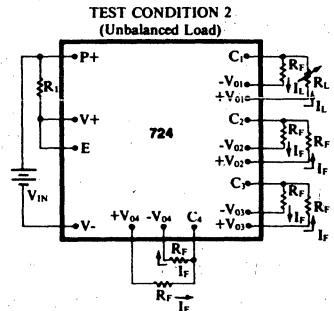 TEST CONDITION 2
(Unbalanced Load)
P+
C1
RF
RL
R1
-V01
IL
IL
+V01
V+
C2
RF
RF
724
E
-V02
IF
+V02
IF
C3
RF
RF
VIN
-V03
IF
+V03
IF
V-
+V04
-V04
C4
RF
IF
RF
IF